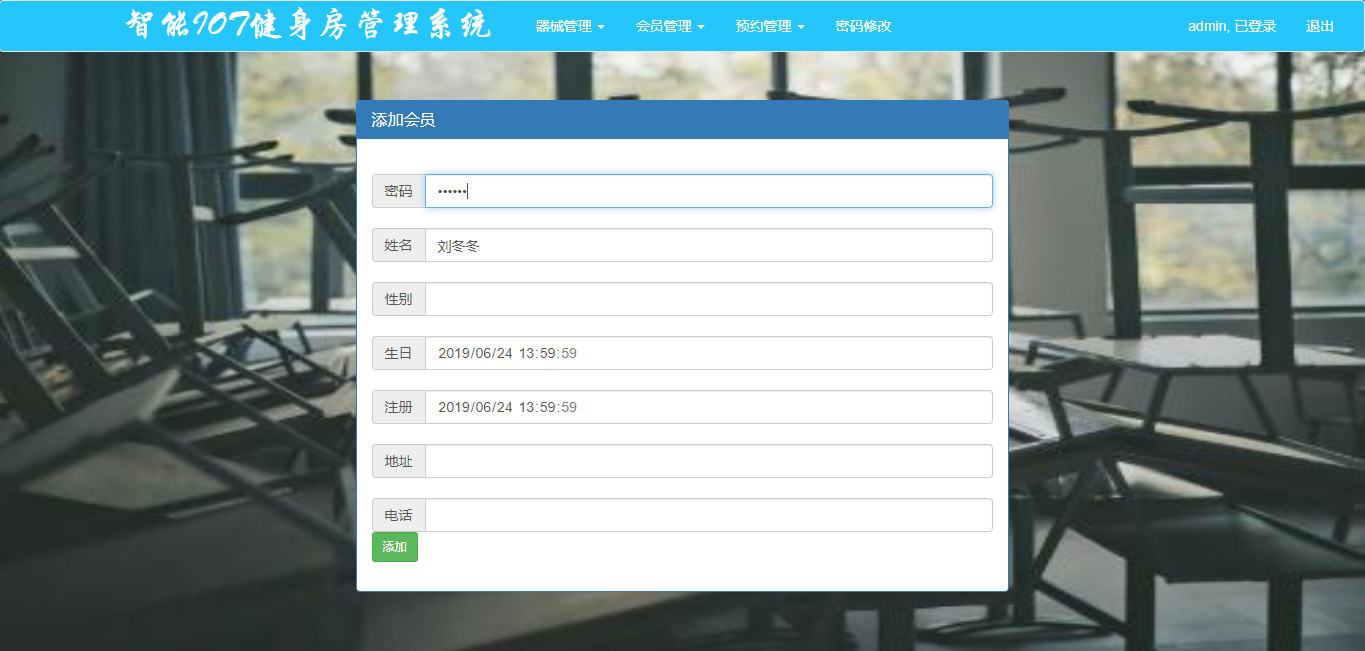 智能IOT健身房管理系统 器械管理 会员管理 预约管理 密码修改 admin, 已登录 退出
添加会员
密码 ••••••
姓名 刘冬冬
性别
生日 2019/06/24 13:59:59
注册 2019/06/24 13:59:59
地址
电话
添加